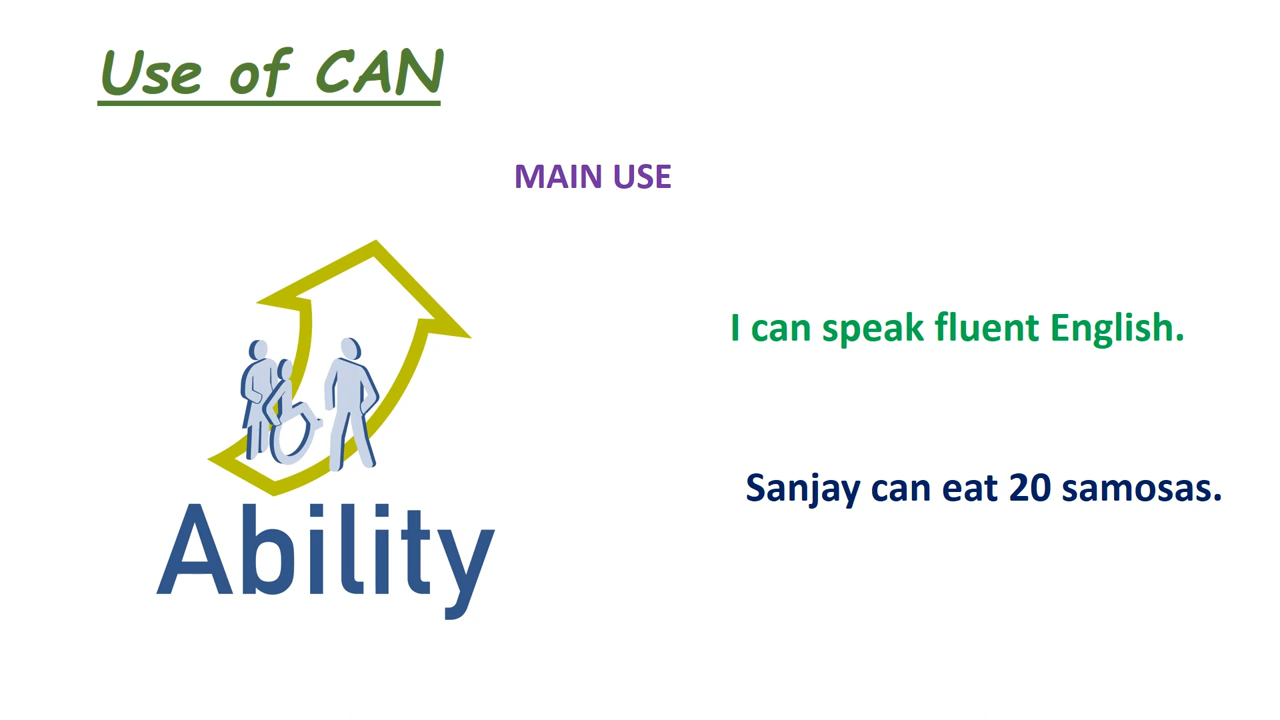 Use of CAN
MAIN USE
I can speak fluent English.
Sanjay can eat 20 samosas.
Ability